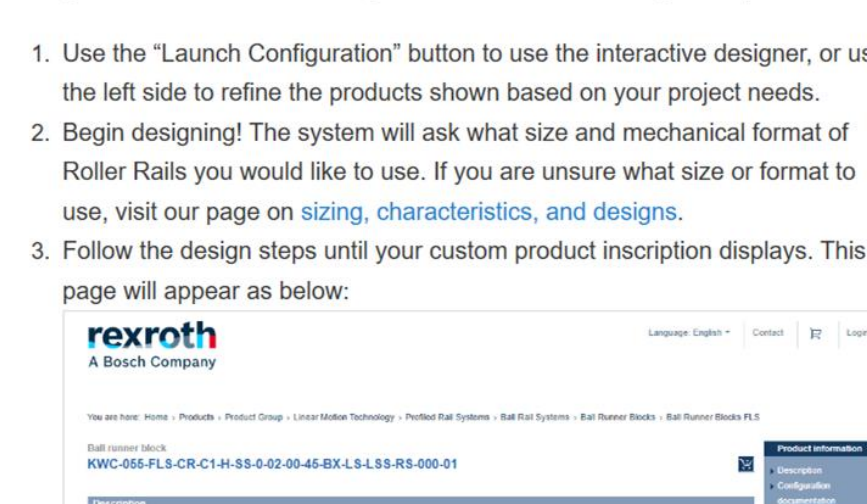 1. Use the “Launch Configuration” button to use the interactive designer, or us
the left side to refine the products shown based on your project needs.
2. Begin designing! The system will ask what size and mechanical format of
Roller Rails you would like to use. If you are unsure what size or format to
use, visit our page on sizing, characteristics, and designs.
3. Follow the design steps until your custom product inscription displays. This
page will appear as below:
rexroth
A Bosch Company
Language: English Contact Login
You are here: Home › Products › Product Group › Linear Motion Technology › Profiled Rail Systems › Ball Rail Systems › Ball Runner Blocks › Ball Runner Blocks FLS
Ball runner block
KWC-055-FLS-CR-C1-H-SS-0-02-00-45-BX-LS-LSS-RS-000-01
Product information
Description
Configuration
documentation
Description